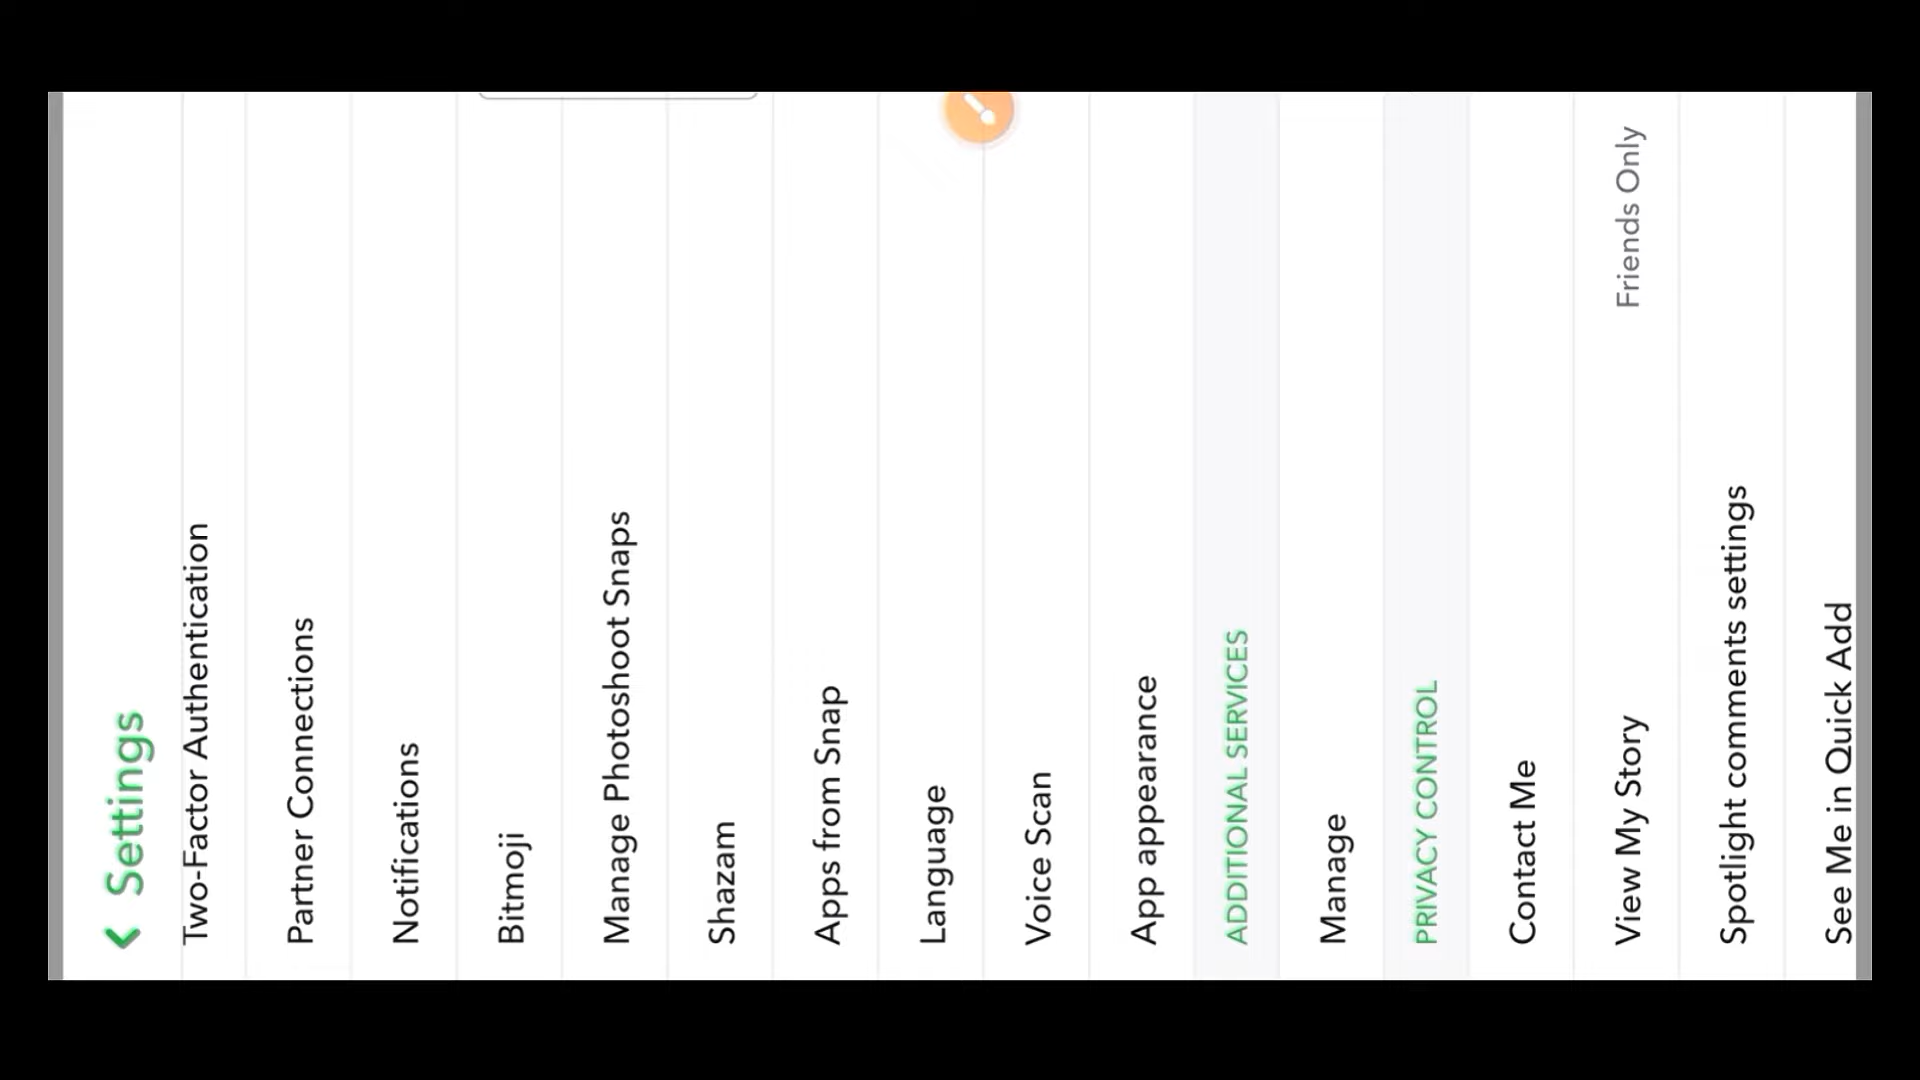 Settings
Two-Factor Authentication
Partner Connections
Notifications
Bitmoji
Manage Photoshoot Snaps
Shazam
Apps from Snap
Language
Voice Scan
App appearance
ADDITIONAL SERVICES
Manage
PRIVACY CONTROL
Contact Me
View My Story Friends Only
Spotlight comments settings
See Me in Quick Add